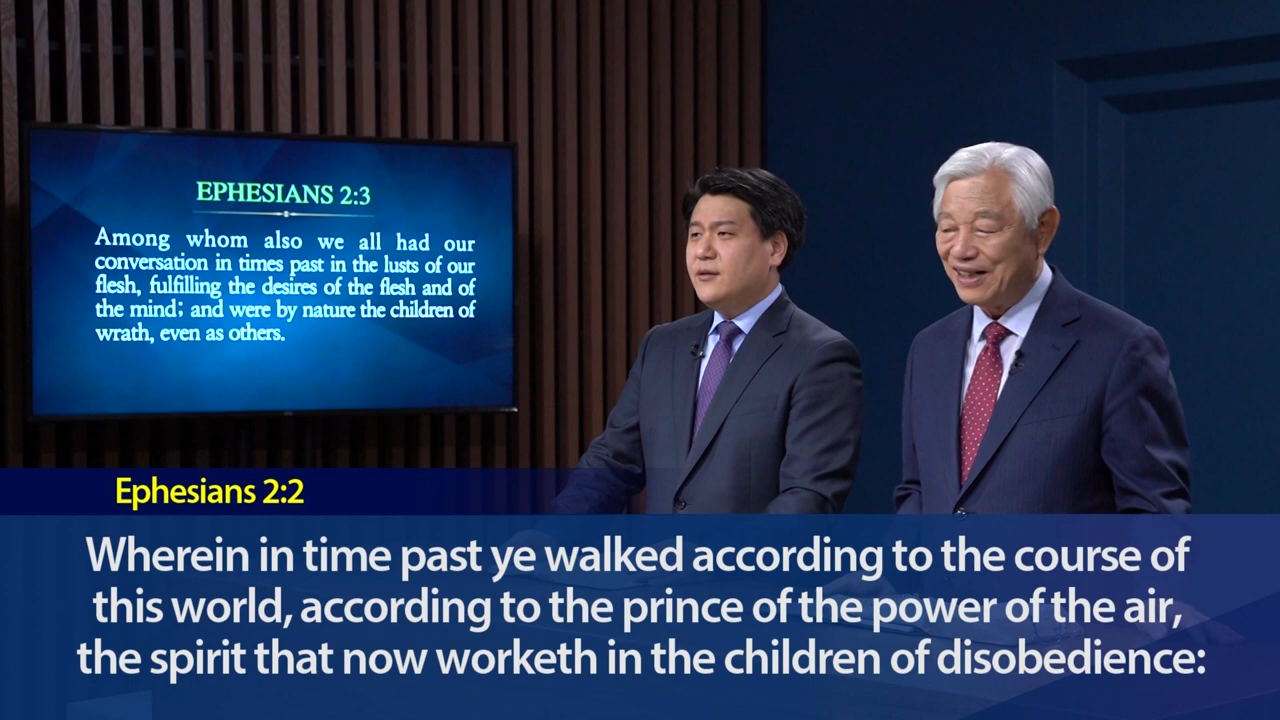 EPHESIANS 2:3
Among whom also we all had our
conversation in times past in the lusts of our
flesh, fulfilling the desires of the flesh and of
the mind; and were by nature the children of
wrath, even as others.
Ephesians 2:2
Wherein in time past ye walked according to the course of
this world, according to the prince of the power of the air,
the spirit that now worketh in the children of disobedience: